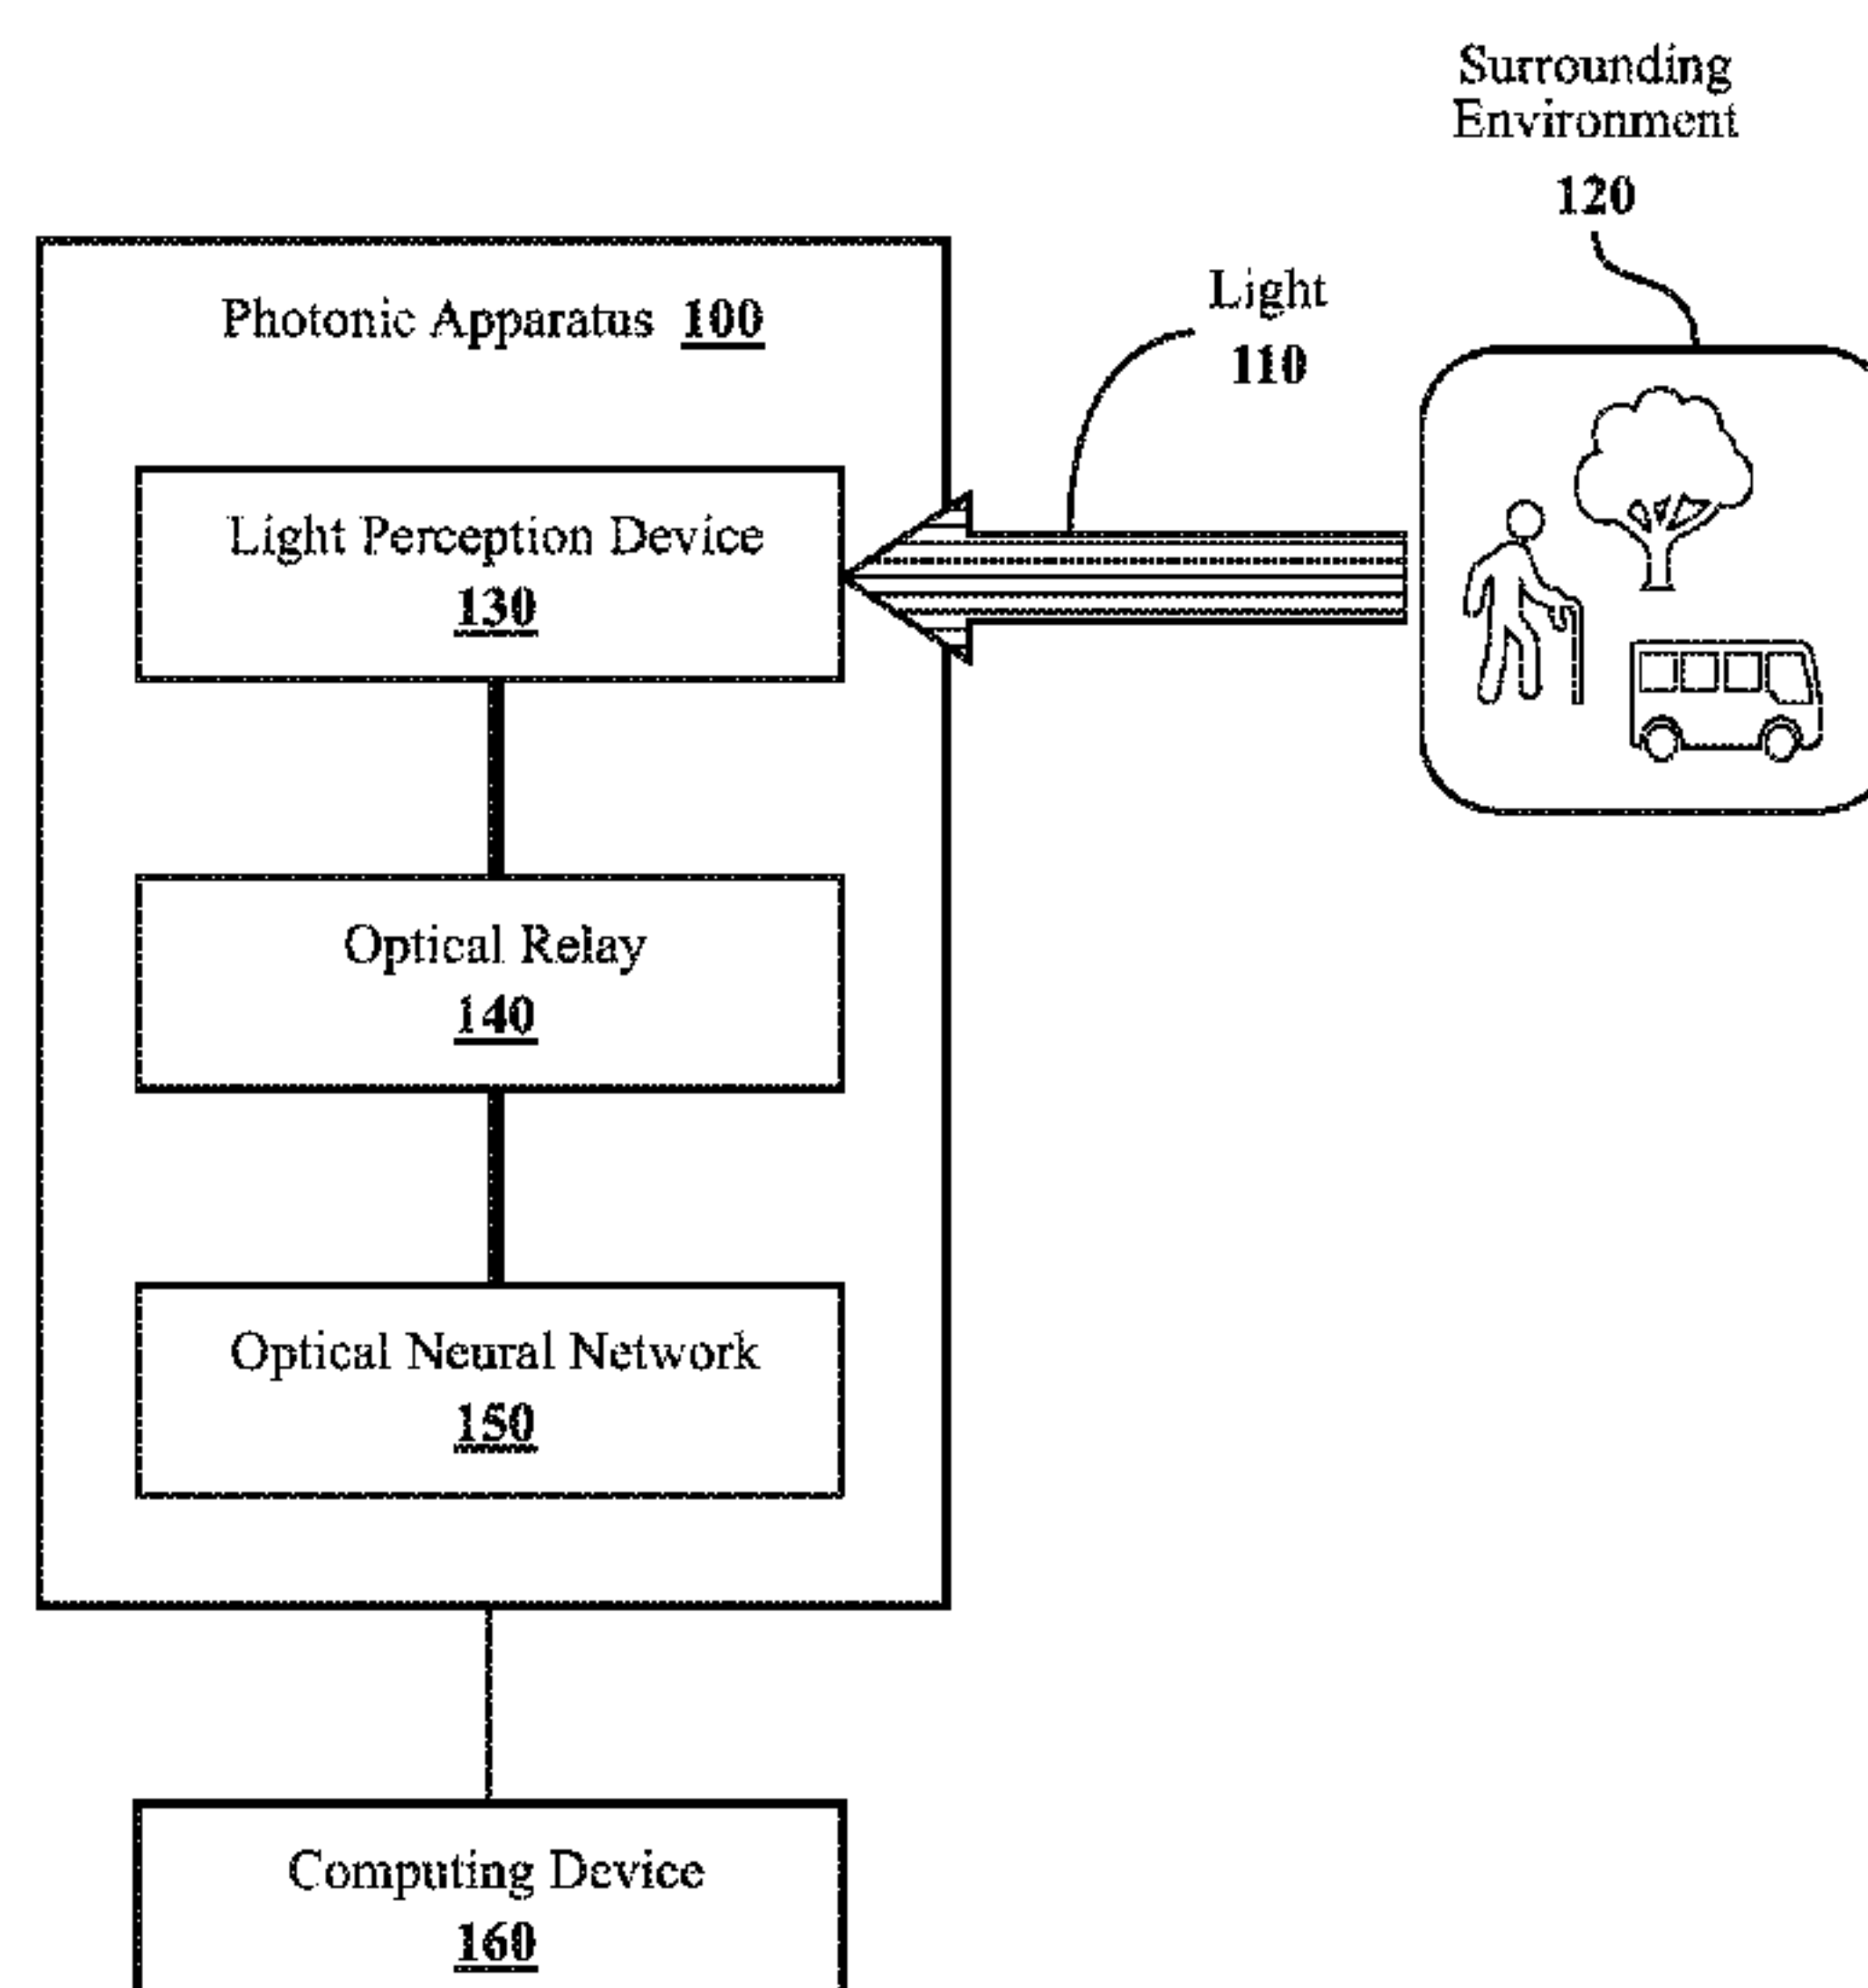 Surrounding
Environment
120
Photonic Apparatus 100
Light
110
Light Perception Device
130
Optical Relay
140
Optical Neural Network
150
Computing Device
160